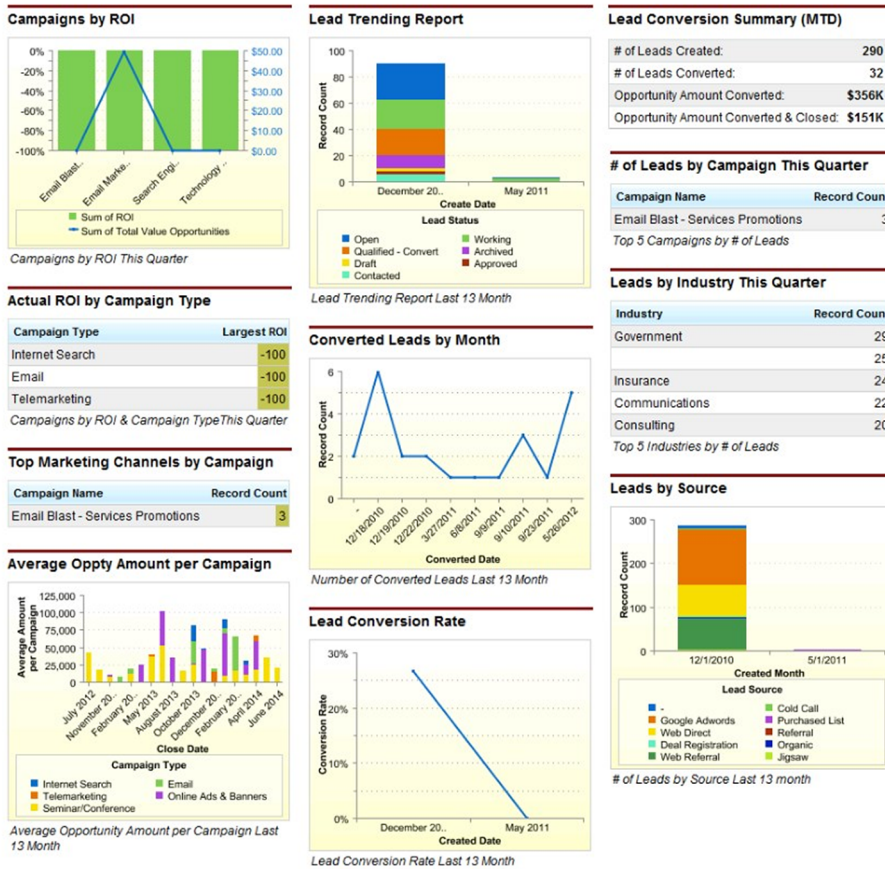 Campaigns by ROI
0%
-20%
-40%
-60%
-80%
-100%
$50.00
$40.00
$30.00
$20.00
$10.00
$0.00
Email Blast..
Email Marke..
Search Engi..
Technology ..
Sum of ROI
Sum of Total Value Opportunities
Campaigns by ROI This Quarter
Actual ROI by Campaign Type
Campaign Type Largest ROI
Internet Search -100
Email -100
Telemarketing -100
Campaigns by ROI & Campaign TypeThis Quarter
Top Marketing Channels by Campaign
Campaign Name Record Count
Email Blast - Services Promotions 3
Average Oppty Amount per Campaign
Average Amount
per Campaign
125,000
100,000
75,000
50,000
25,000
0
July 2012
November 20..
February 20..
May 2013
August 2013
October 2013
December 20..
February 20..
April 2014
June 2014
Close Date
Campaign Type
Internet Search Email
Telemarketing Online Ads & Banners
Seminar/Conference
Average Opportunity Amount per Campaign Last
13 Month
Lead Trending Report
Record Count
100
80
60
40
20
0
December 20.. May 2011
Create Date
Lead Status
Open Working
Qualified - Convert Archived
Draft Approved
Contacted
Lead Trending Report Last 13 Month
Converted Leads by Month
Record Count
6
4
2
0
-
12/18/2010
12/19/2010
12/22/2010
3/27/2011
6/8/2011
9/9/2011
9/10/2011
9/23/2011
5/26/2012
Converted Date
Number of Converted Leads Last 13 Month
Lead Conversion Rate
Conversion Rate
30%
20%
10%
0%
December 20.. May 2011
Created Date
Lead Conversion Rate Last 13 Month
Lead Conversion Summary (MTD)
# of Leads Created: 290
# of Leads Converted: 32
Opportunity Amount Converted: $356K
Opportunity Amount Converted & Closed: $151K
# of Leads by Campaign This Quarter
Campaign Name Record Coun
Email Blast - Services Promotions
Top 5 Campaigns by # of Leads
Leads by Industry This Quarter
Industry Record Coun
Government 29
25
Insurance 24
Communications 22
Consulting 20
Top 5 Industries by # of Leads
Leads by Source
Record Count
300
200
100
0
12/1/2010 5/1/2011
Created Month
Lead Source
- Cold Call
Google Adwords Purchased List
Web Direct Referral
Deal Registration Organic
Web Referral Jigsaw
# of Leads by Source Last 13 month